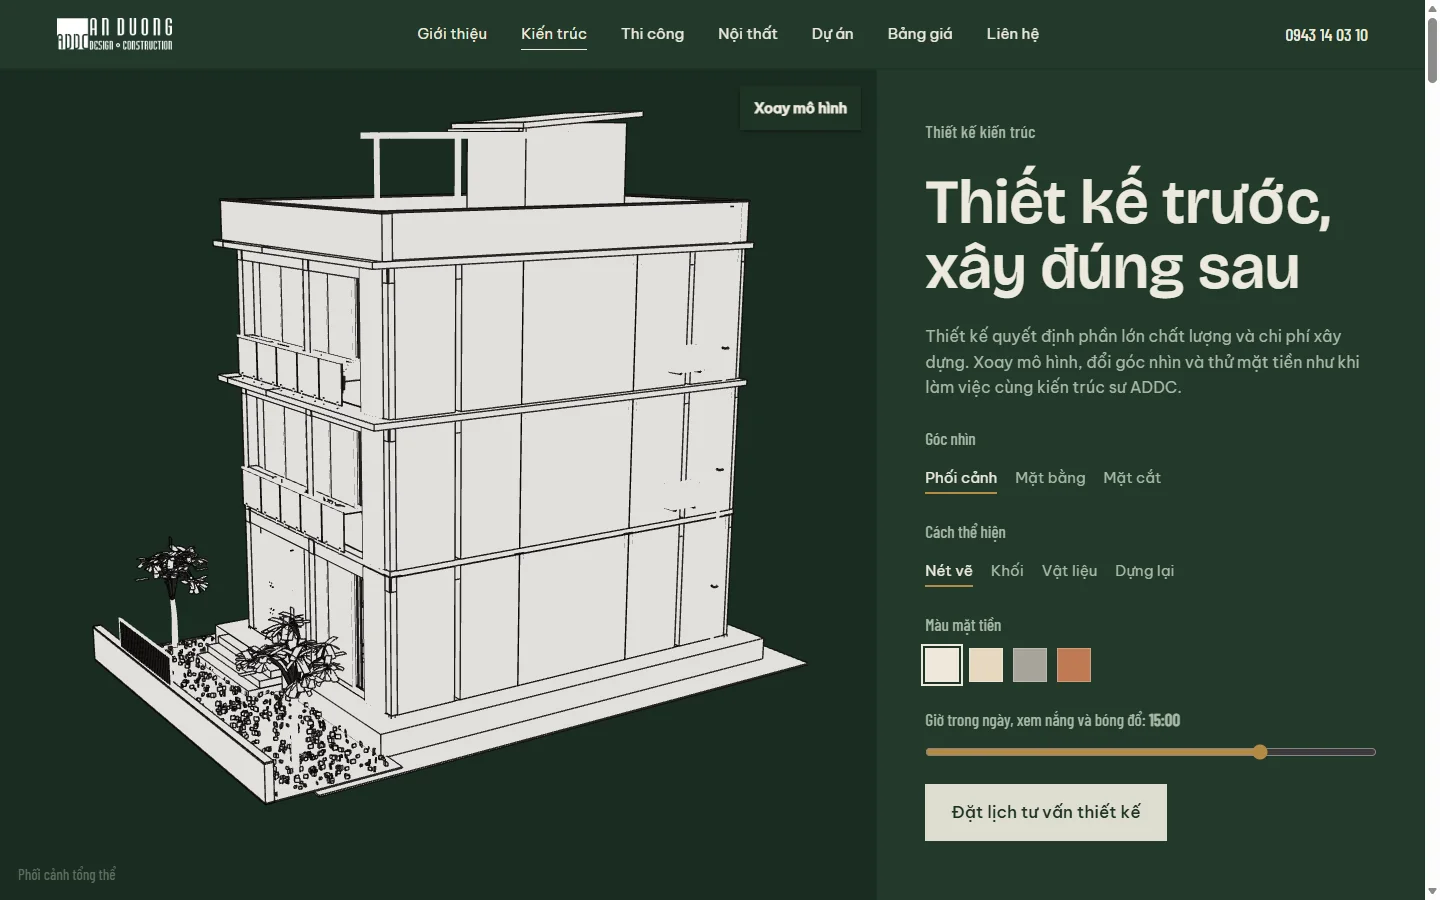 AN DUONG
ADDC DESIGN + CONSTRUCTION
Giới thiệu
Kiến trúc
Thi công
Nội thất
Dự án
Bảng giá
Liên hệ
0943 14 03 10
Xoay mô hình
Thiết kế kiến trúc
Thiết kế trước,
xây đúng sau
Thiết kế quyết định phần lớn chất lượng và chi phí xây
dựng. Xoay mô hình, đổi góc nhìn và thử mặt tiền như khi
làm việc cùng kiến trúc sư ADDC.
Góc nhìn
Phối cảnh Mặt bằng Mặt cắt
Cách thể hiện
Nét vẽ Khối Vật liệu Dựng lại
Màu mặt tiền
Giờ trong ngày, xem nắng và bóng đổ: 15:00
Đặt lịch tư vấn thiết kế
Phối cảnh tổng thể